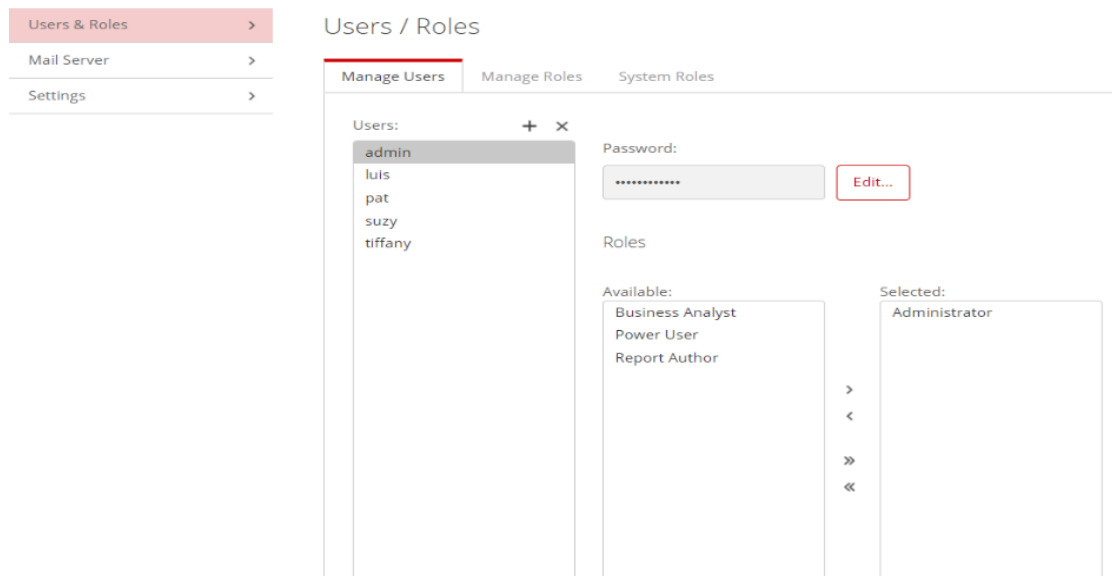 Users & Roles
Mail Server
Settings
Users / Roles
Manage Users Manage Roles System Roles
Users:
admin
luis
pat
suzy
tiffany
Password:
••••••••••••
Edit...
Roles
Available:
Business Analyst
Power User
Report Author
Selected:
Administrator